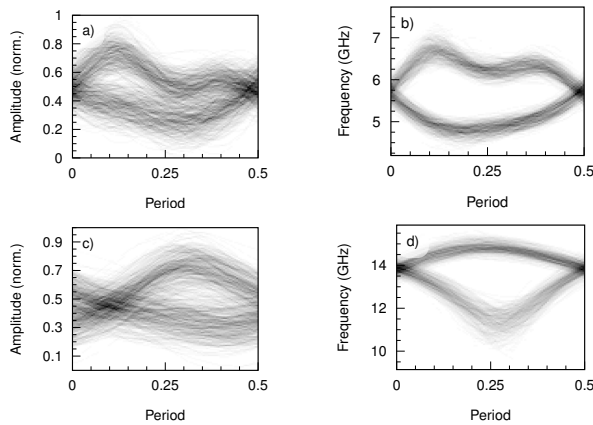 a)
Amplitude (norm.)
1
0.8
0.6
0.4
0.2
0
0
0.25
0.5
Period
b)
Frequency (GHz)
7
6
5
0
0.25
0.5
Period
c)
Amplitude (norm.)
0.9
0.7
0.5
0.3
0.1
0
0.25
0.5
Period
d)
Frequency (GHz)
14
12
10
0
0.25
0.5
Period